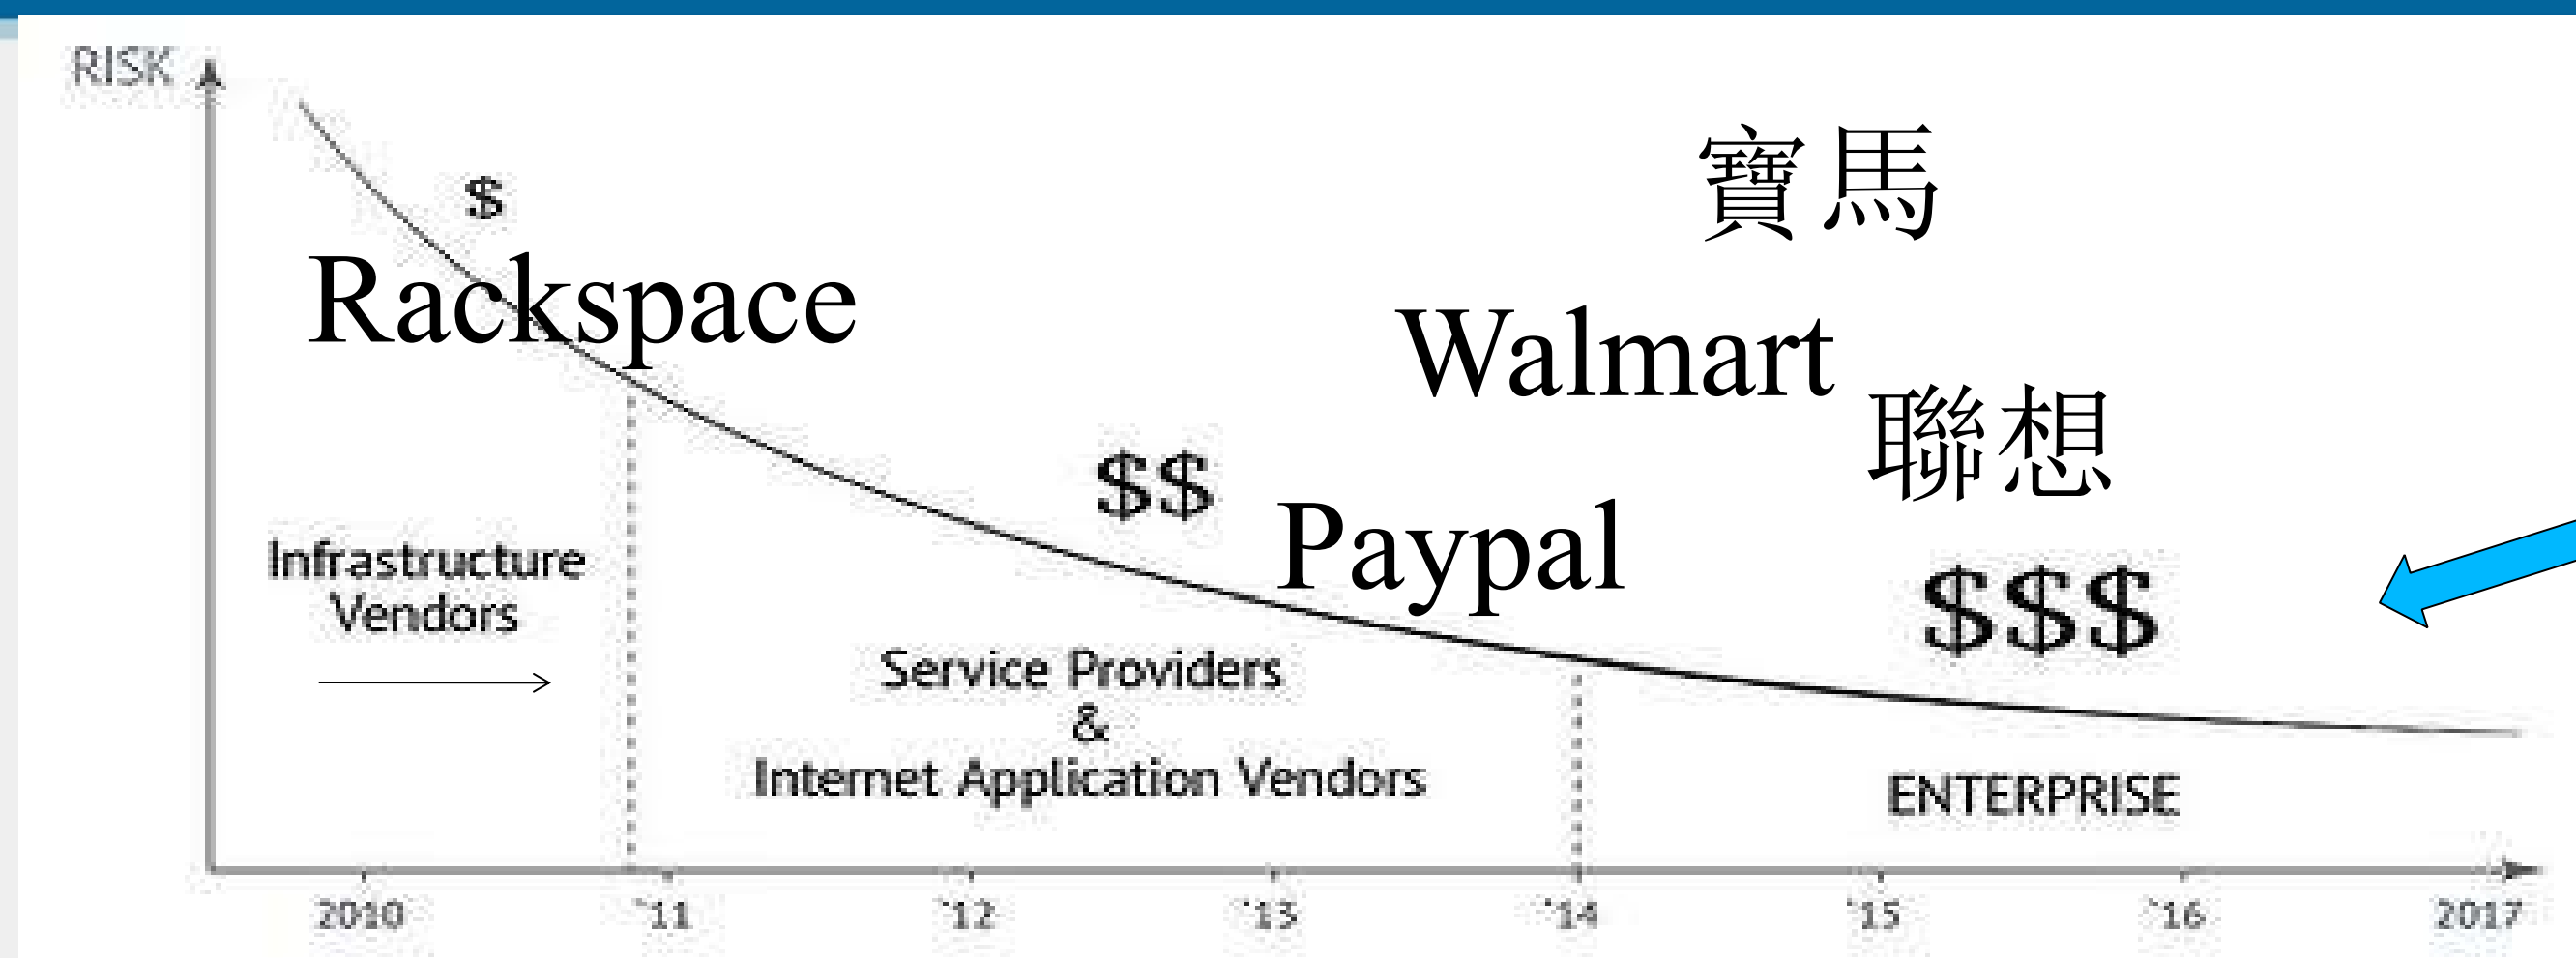 RISK
$
Rackspace
寶馬
Walmart
聯想
$$
Paypal
$$$
Infrastructure
Vendors
Service Providers
&
Internet Application Vendors
ENTERPRISE
2010 `11 `12 `13 `14 `15 `16 2017